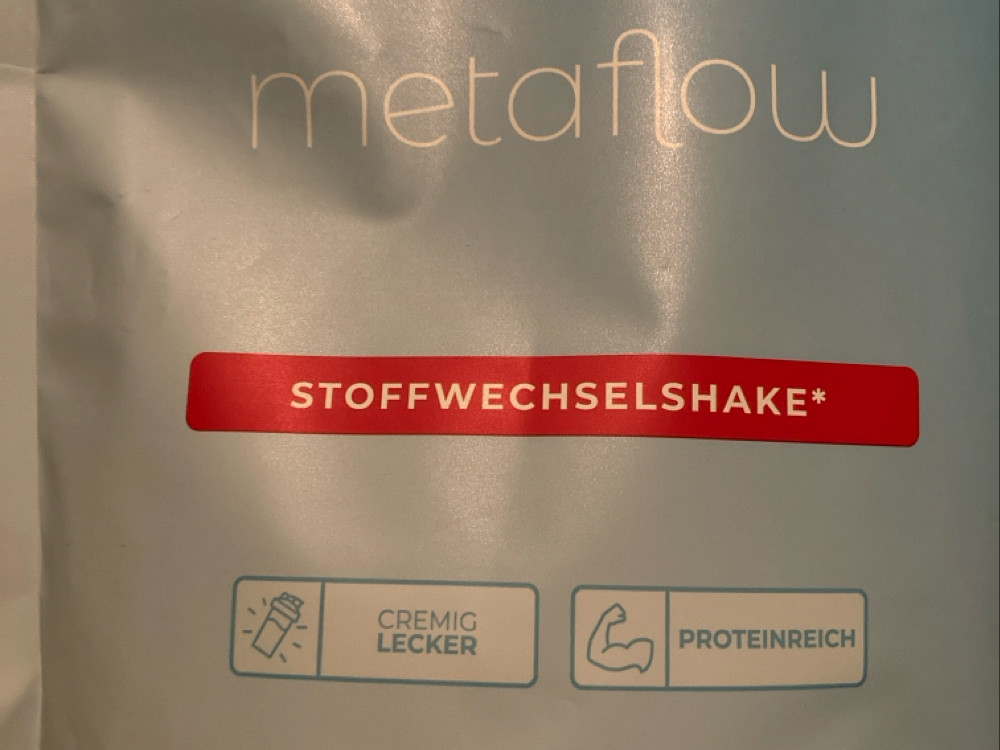 metaflow
STOFFWECHSELSHAKE*
CREMIG
LECKER
PROTEINREICH